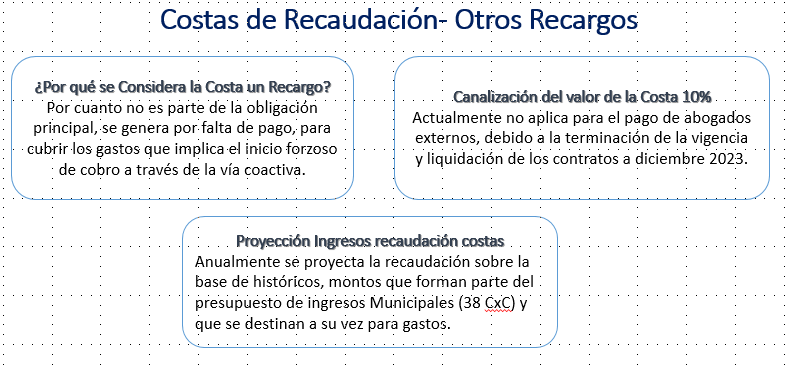 Costas de Recaudación- Otros Recargos
¿Por qué se Considera la Costa un Recargo?
Por cuanto no es parte de la obligación
principal, se genera por falta de pago, para
cubrir los gastos que implica el inicio forzoso
de cobro a través de la vía coactiva.
Canalización del valor de la Costa 10%
Actualmente no aplica para el pago de abogados
externos, debido a la terminación de la vigencia
y liquidación de los contratos a diciembre 2023.
Proyección Ingresos recaudación costas
Anualmente se proyecta la recaudación sobre la
base de históricos, montos que forman parte del
presupuesto de ingresos Municipales (38 CxC) y
que se destinan a su vez para gastos.